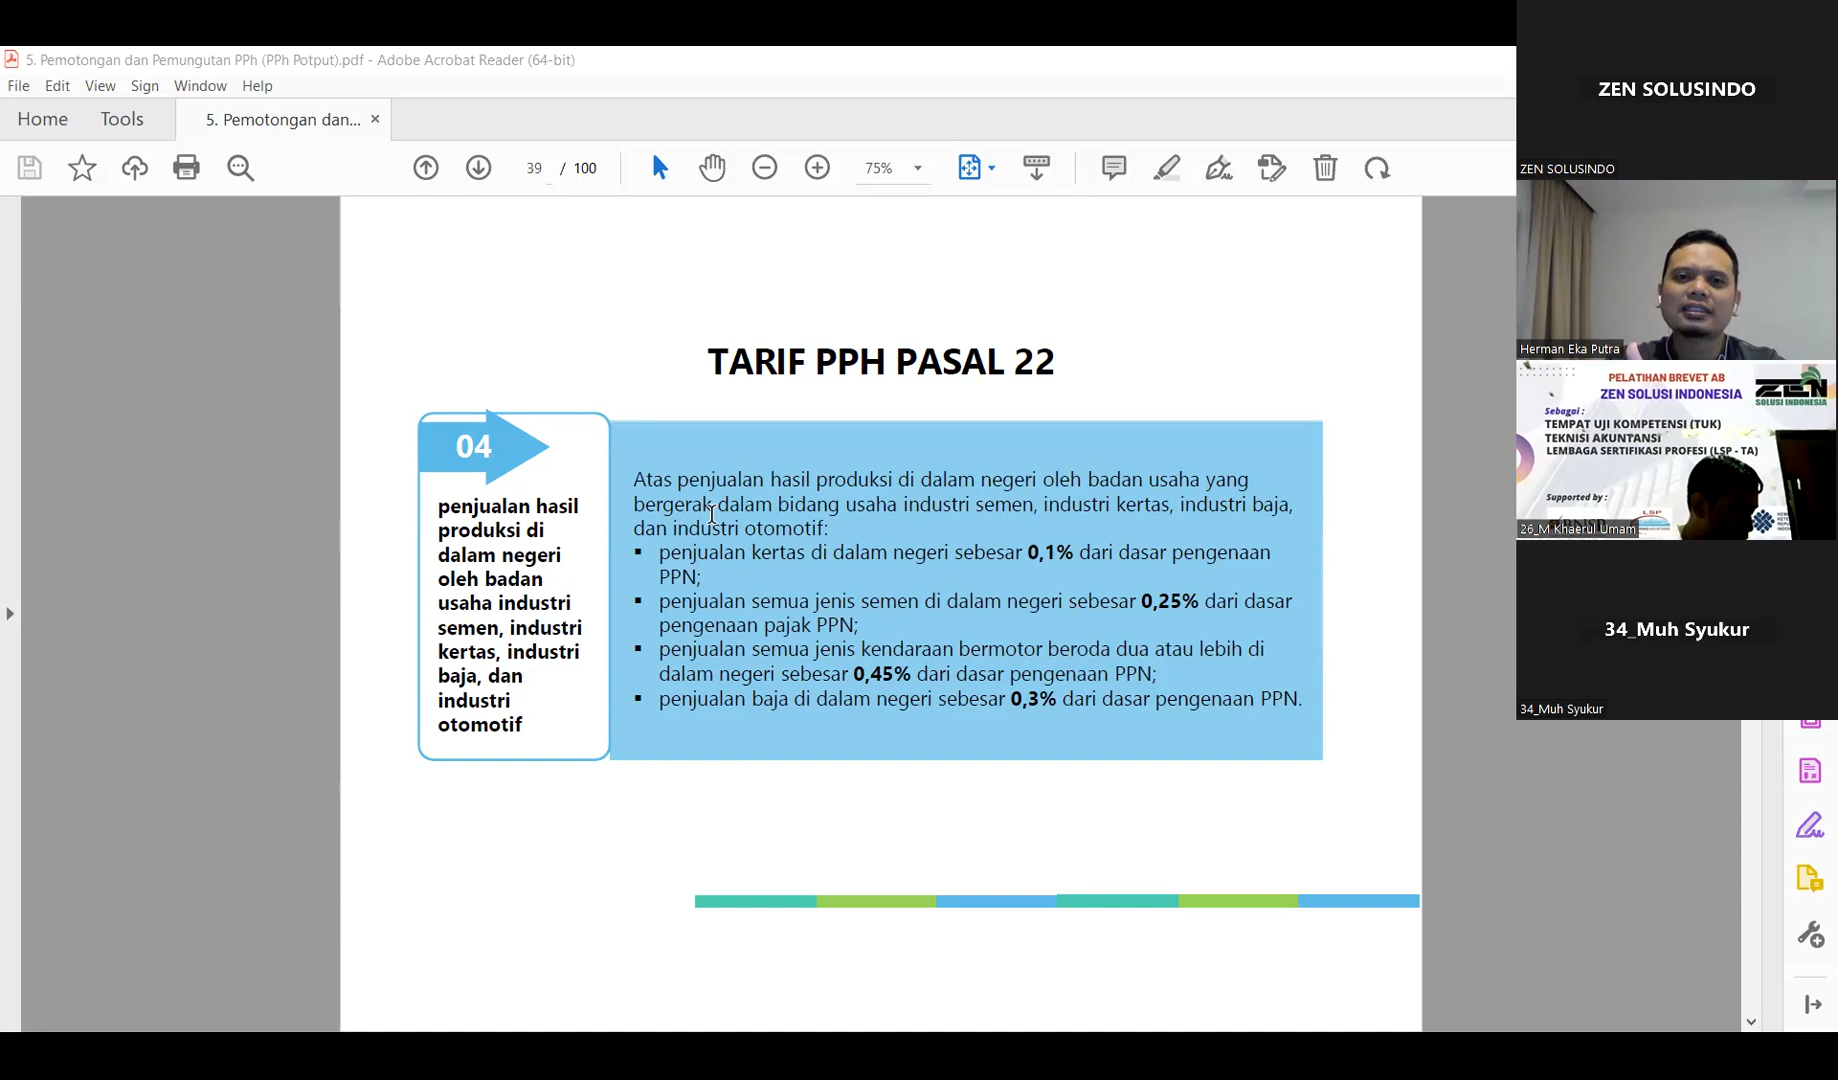 5. Pemotongan dan Pemungutan PPh (PPh Potput).pdf - Adobe Acrobat Reader (64-bit)
File Edit View Sign Window Help
Home Tools 5. Pemotongan dan... ×
39 / 100 75%
TARIF PPH PASAL 22
04
penjualan hasil
produksi di
dalam negeri
oleh badan
usaha industri
semen, industri
kertas, industri
baja, dan
industri
otomotif
Atas penjualan hasil produksi di dalam negeri oleh badan usaha yang
bergerak dalam bidang usaha industri semen, industri kertas, industri baja,
dan industri otomotif:
▪ penjualan kertas di dalam negeri sebesar 0,1% dari dasar pengenaan
PPN;
▪ penjualan semua jenis semen di dalam negeri sebesar 0,25% dari dasar
pengenaan pajak PPN;
▪ penjualan semua jenis kendaraan bermotor beroda dua atau lebih di
dalam negeri sebesar 0,45% dari dasar pengenaan PPN;
▪ penjualan baja di dalam negeri sebesar 0,3% dari dasar pengenaan PPN.
ZEN SOLUSINDO
ZEN SOLUSINDO
Herman Eka Putra
PELATIHAN BREVET AB
ZEN SOLUSI INDONESIA
ZEN
SOLUSI INDONESIA
Sebagai :
TEMPAT UJI KOMPETENSI (TUK)
TEKNISI AKUNTANSI
LEMBAGA SERTIFIKASI PROFESI (LSP - TA)
Supported by :
LSP
26_M Khaerul Umam
34_Muh Syukur
34_Muh Syukur